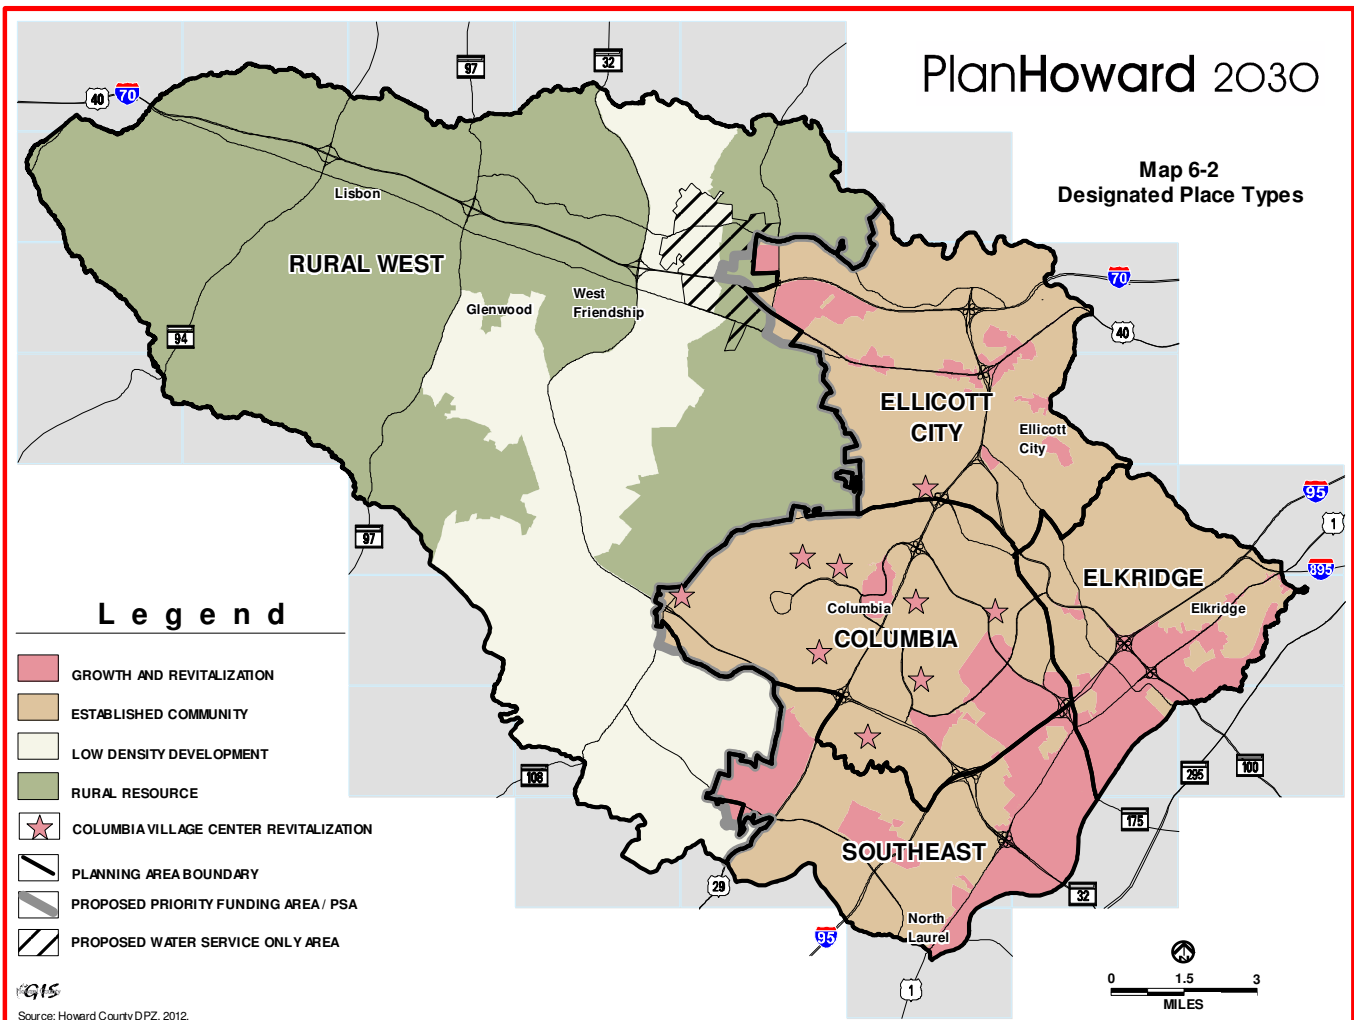 PlanHoward 2030
Map 6-2
Designated Place Types
97
32
40
70
Lisbon
RURAL WEST
West
Friendship
Glenwood
94
70
40
ELLICOTT
CITY
Ellicott
City
95
1
97
895
ELKRIDGE
Elkridge
Columbia
COLUMBIA
Legend
GROWTH AND REVITALIZATION
ESTABLISHED COMMUNITY
LOW DENSITY DEVELOPMENT
RURAL RESOURCE
COLUMBIA VILLAGE CENTER REVITALIZATION
PLANNING AREA BOUNDARY
PROPOSED PRIORITY FUNDING AREA / PSA
PROPOSED WATER SERVICE ONLY AREA
108
295
100
175
SOUTHEAST
29
32
North
Laurel
95
1
N
0 1.5 3
MILES
GIS
Source: Howard County DPZ, 2012.